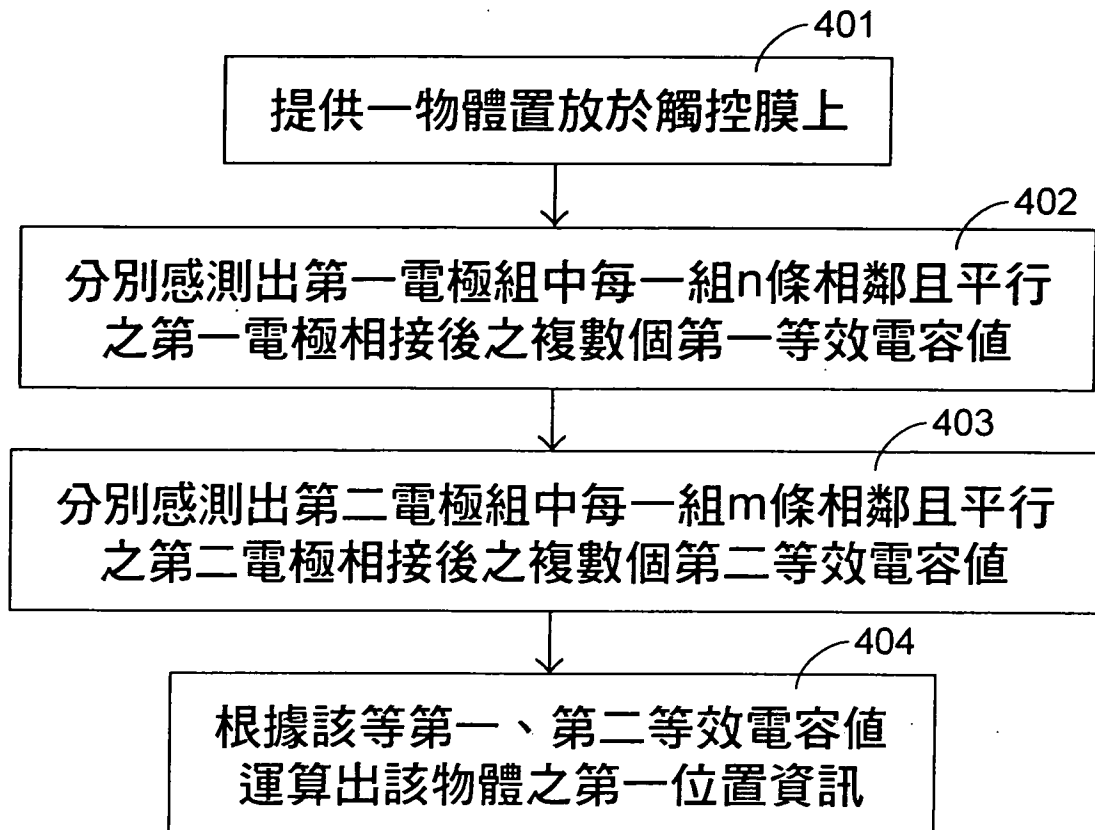 401
提供一物體置放於觸控膜上
402
分別感測出第一電極組中每一組n條相鄰且平行
之第一電極相接後之複數個第一等效電容値
403
分別感測出第二電極組中每一組m條相鄰且平行
之第二電極相接後之複數個第二等效電容値
404
根據該等第一、第二等效電容値
運算出該物體之第一位置資訊